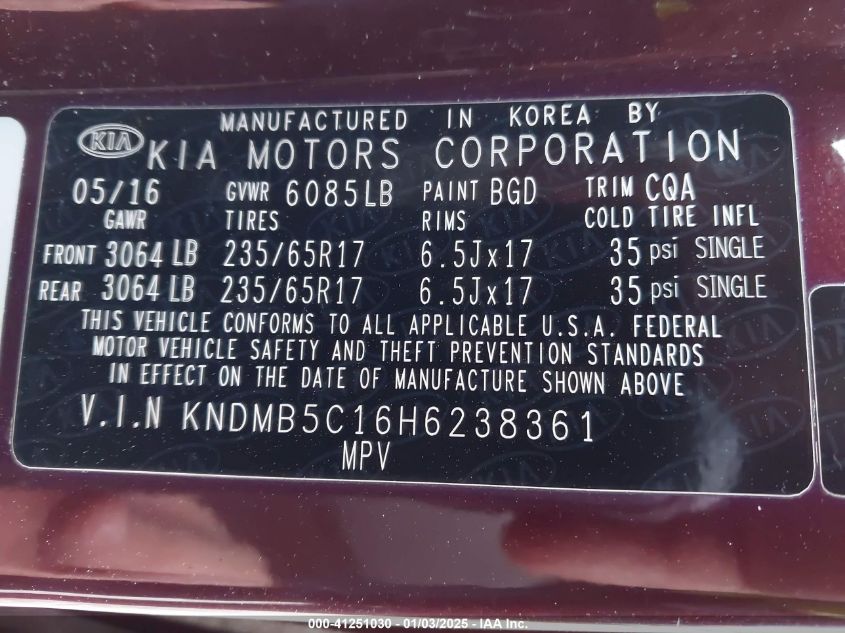 MANUFACTURED IN KOREA BY
KIA KIA MOTORS CORPORATION
05/16 GVWR 6085LB PAINT BGD TRIM CQA
GAWR TIRES RIMS COLD TIRE INFL
FRONT 3064 LB 235/65R17 6.5Jx17 35 psi SINGLE
REAR 3064 LB 235/65R17 6.5Jx17 35 psi SINGLE
THIS VEHICLE CONFORMS TO ALL APPLICABLE U.S.A. FEDERAL
MOTOR VEHICLE SAFETY AND THEFT PREVENTION STANDARDS
IN EFFECT ON THE DATE OF MANUFACTURE SHOWN ABOVE
V.I.N KNDMB5C16H6238361
MPV
000-41251030 - 01/03/2025 - IAA Inc.